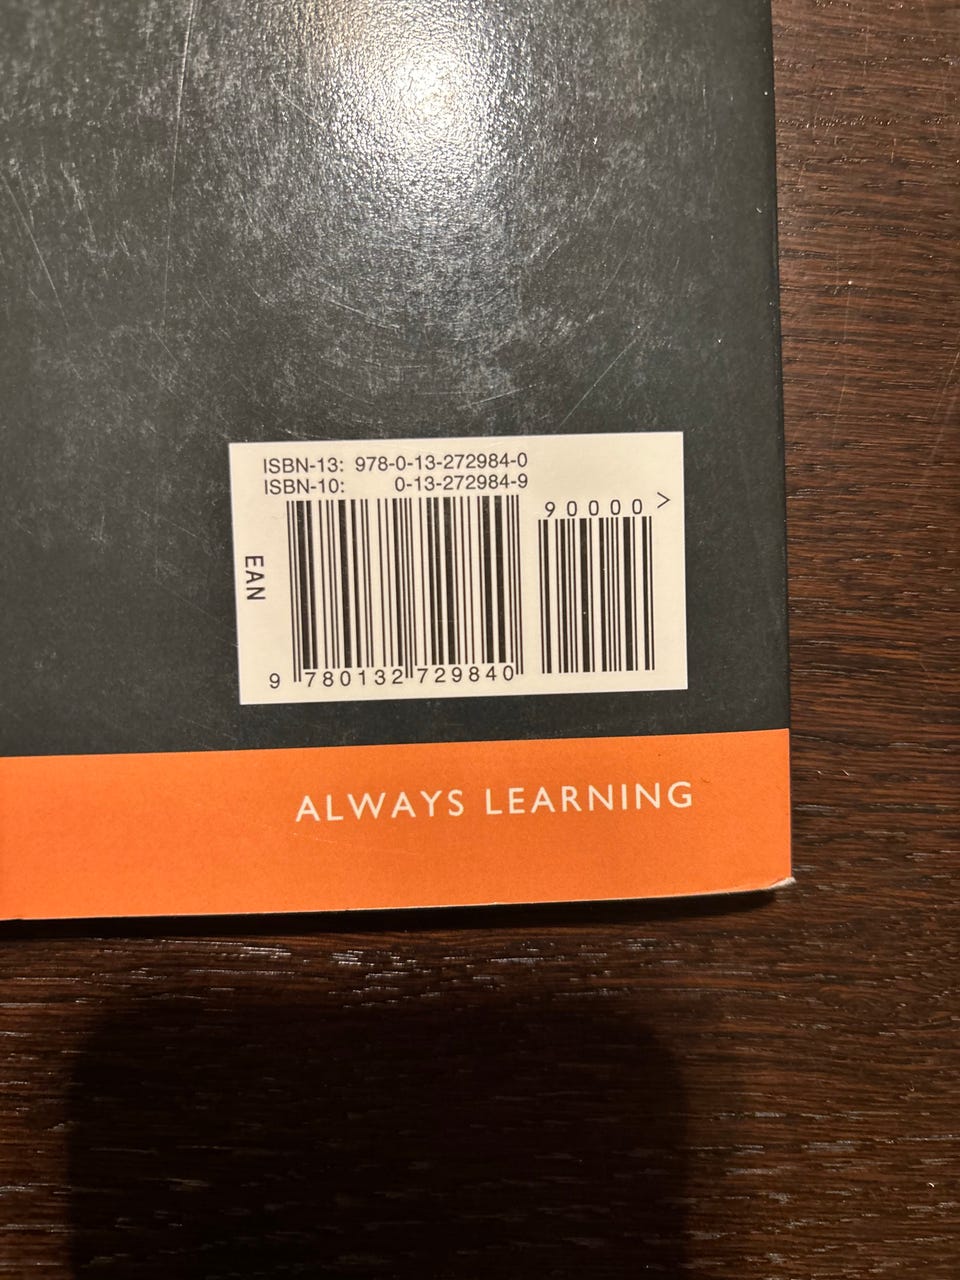 ISBN-13: 978-0-13-272984-0
ISBN-10: 0-13-272984-9
90000>
EAN
9 780132 729840
ALWAYS LEARNING